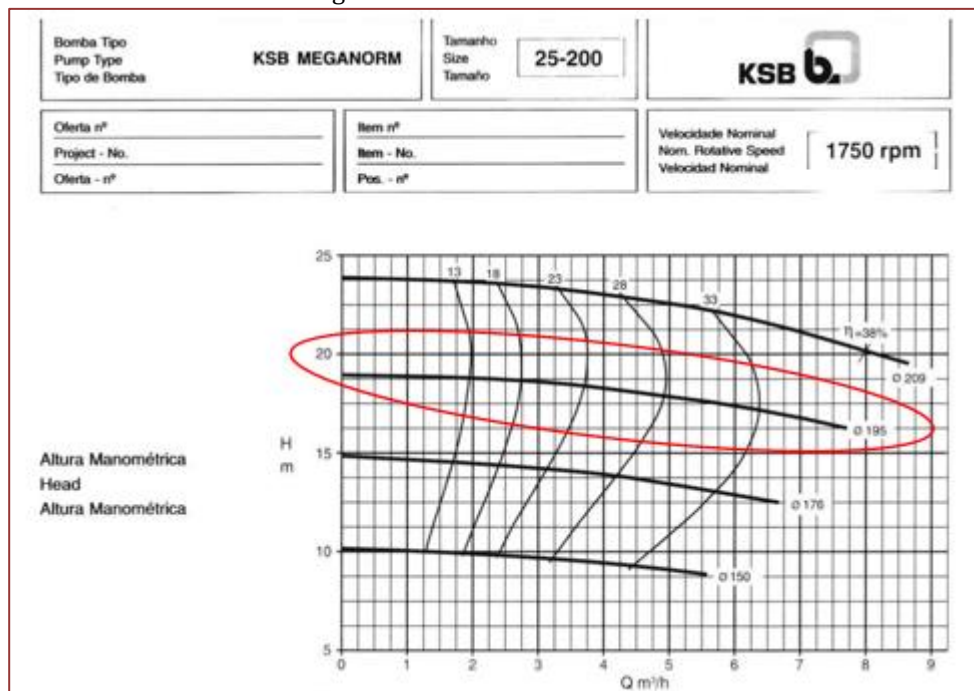 Bomba Tipo
Pump Type
Tipo de Bomba
KSB MEGANORM
Tamanho
Size
Tamaño
25-200
KSB b.
Oferta nº
Project - No.
Oferta - nº
Item nº
Item - No.
Pos. - nº
Velocidade Nominal
Nom. Rotative Speed
Velocidad Nominal
1750 rpm
25
13 18 23 28 33
η=38%
20
ø 209
ø 195
H
m
15
Altura Manométrica
Head
Altura Manométrica
ø 176
10
ø 150
5
0 1 2 3 4 5 6 7 8 9
Q m³/h